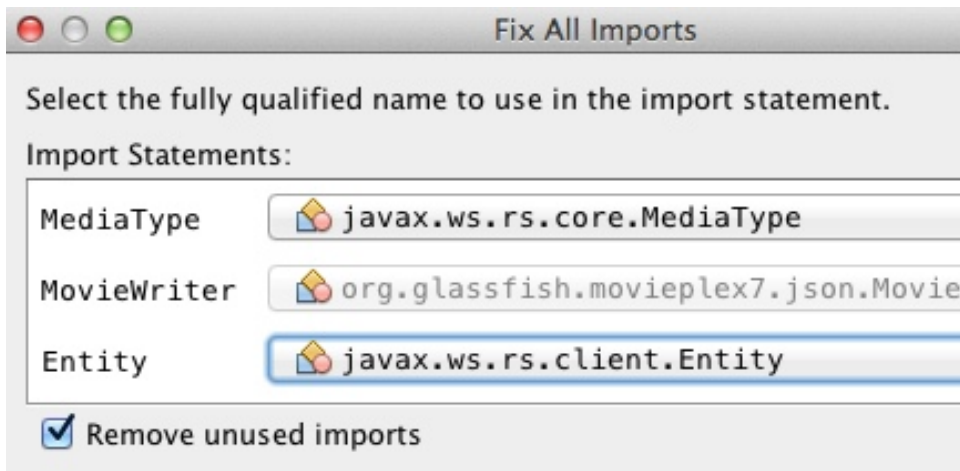 Fix All Imports
Select the fully qualified name to use in the import statement.
Import Statements:
MediaType javax.ws.rs.core.MediaType
MovieWriter org.glassfish.movieplex7.json.Movie
Entity javax.ws.rs.client.Entity
Remove unused imports